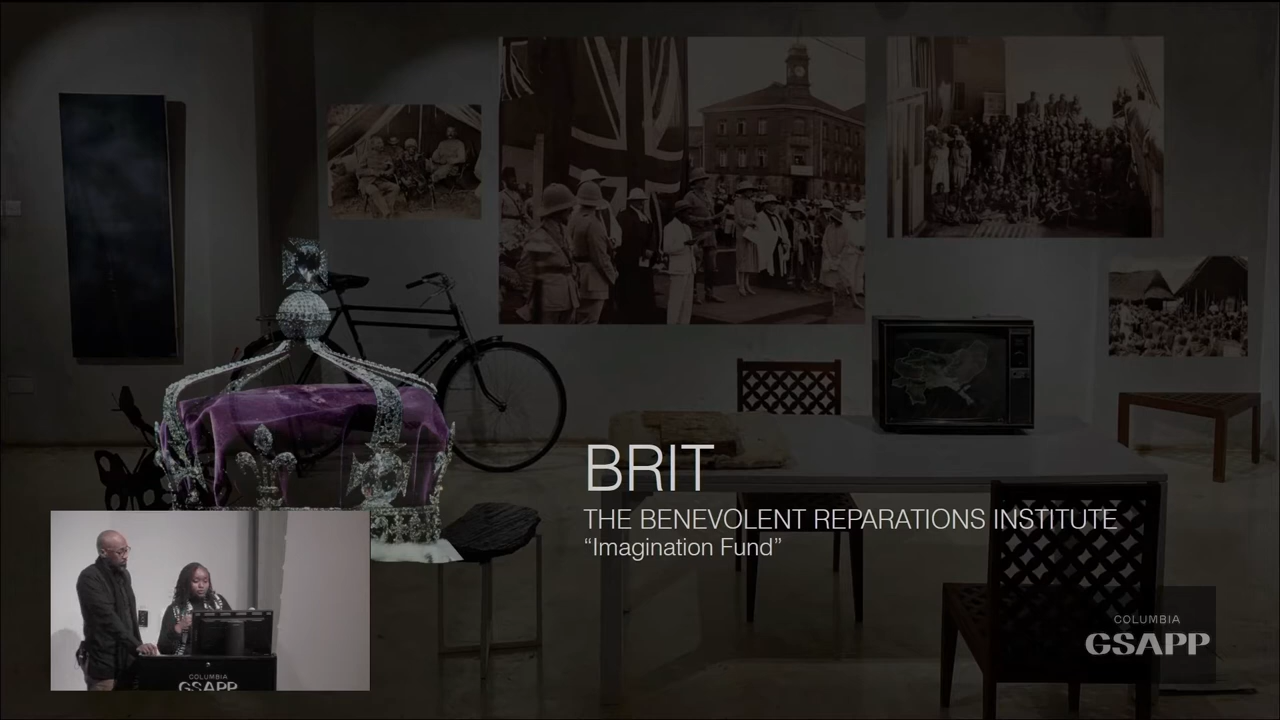 BRIT
THE BENEVOLENT REPARATIONS INSTITUTE
“Imagination Fund”
COLUMBIA
GSAPP
COLUMBIA
GSAPP